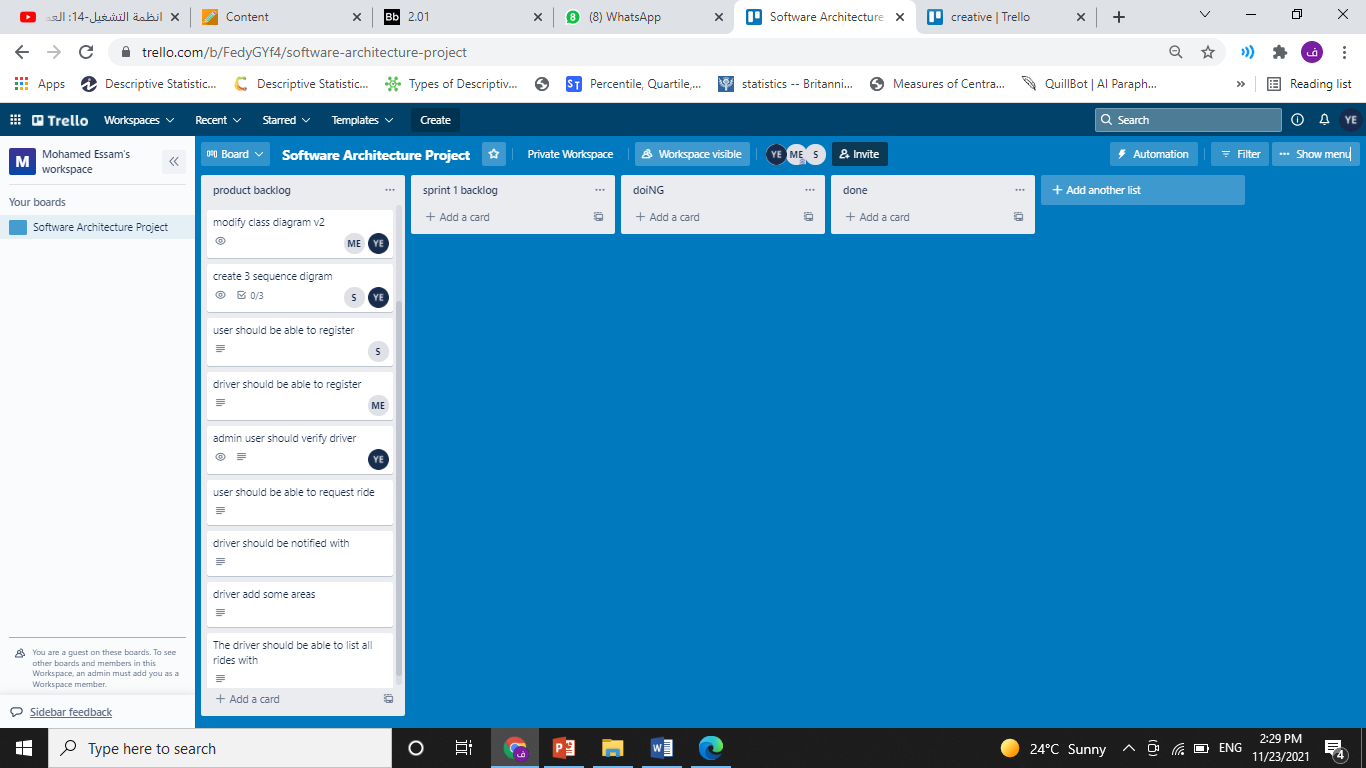 انظمة التشغيل-14: العد
Content
2.01
(8) WhatsApp
Software Architecture
creative | Trello
trello.com/b/FedyGYf4/software-architecture-project
ف
Apps
Descriptive Statistic...
Descriptive Statistic...
Types of Descriptiv...
Percentile, Quartile,...
statistics -- Britanni...
Measures of Centra...
QuillBot | AI Paraph...
»
Reading list
Trello
Workspaces
Recent
Starred
Templates
Create
Search
YE
M
Mohamed Essam's
workspace
Your boards
Software Architecture Project
You are a guest on these boards. To see
other boards and members in this
Workspace, an admin must add you as a
Workspace member.
Sidebar feedback
Board
Software Architecture Project
Private Workspace
Workspace visible
YE ME S
Invite
Automation
Filter
Show menu
product backlog
modify class diagram v2
ME YE
create 3 sequence digram
0/3
S YE
user should be able to register
S
driver should be able to register
ME
admin user should verify driver
YE
user should be able to request ride
driver should be notified with
driver add some areas
The driver should be able to list all
rides with
+ Add a card
sprint 1 backlog
+ Add a card
doiNG
+ Add a card
done
+ Add a card
+ Add another list
Type here to search
24°C Sunny
ENG
2:29 PM
11/23/2021
4